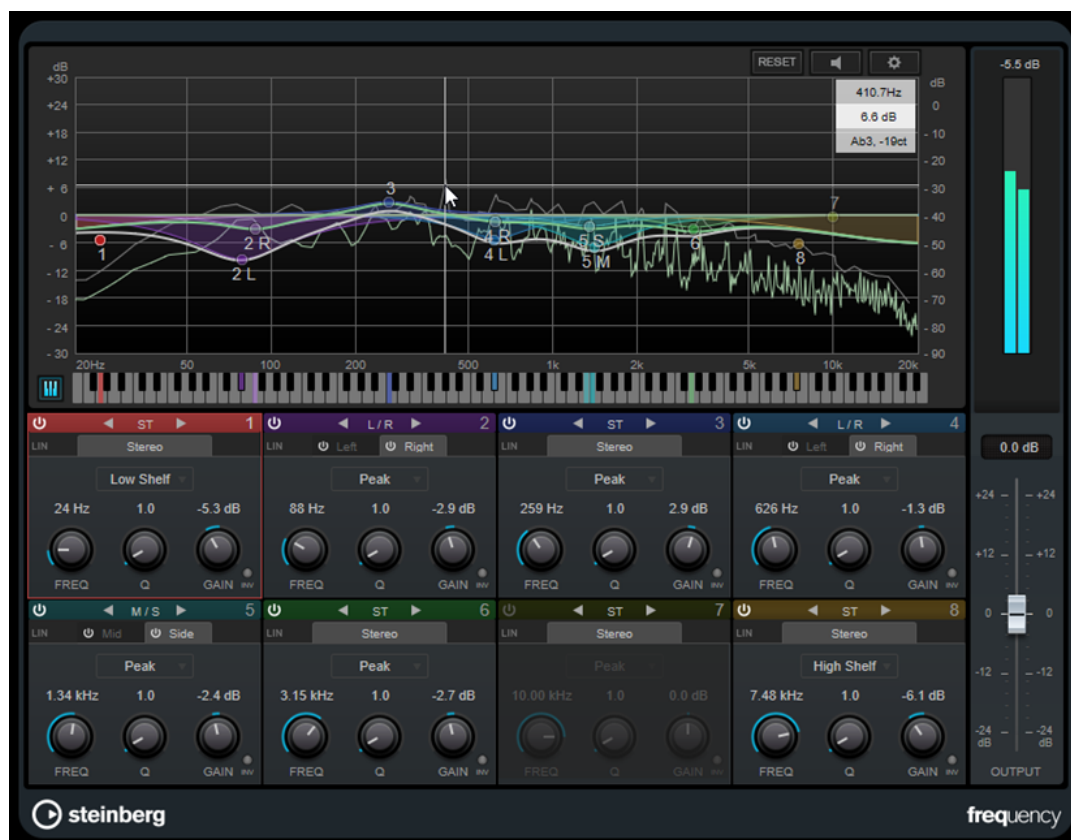 RESET
-5.5 dB
dB
+30
+24
+18
+12
+ 6
0
- 6
- 12
- 18
- 24
- 30
410.7Hz
6.6 dB
Ab3, -19ct
dB
0
- 10
- 20
- 30
- 40
- 50
- 60
- 70
- 80
- 90
1
2 R
2 L
3
4 R
4 L
5 S
5 M
6
7
8
20Hz 50 100 200 500 1k 2k 5k 10k 20k
ST 1 L / R 2 ST 3 L / R 4
LIN Stereo LIN Left Right LIN Stereo LIN Left Right
Low Shelf Peak Peak Peak
24 Hz 1.0 -5.3 dB 88 Hz 1.0 -2.9 dB 259 Hz 1.0 2.9 dB 626 Hz 1.0 -1.3 dB
FREQ Q GAIN INV FREQ Q GAIN INV FREQ Q GAIN INV FREQ Q GAIN INV
M / S 5 ST 6 ST 7 ST 8
LIN Mid Side LIN Stereo LIN Stereo LIN Stereo
Peak Peak Peak High Shelf
1.34 kHz 1.0 -2.4 dB 3.15 kHz 1.0 -2.7 dB 10.00 kHz 1.0 0.0 dB 7.48 kHz 1.0 -6.1 dB
FREQ Q GAIN INV FREQ Q GAIN INV FREQ Q GAIN INV FREQ Q GAIN INV
0.0 dB
+24 +24
+12 +12
0 0
-12 -12
-24 -24
dB dB
OUTPUT
steinberg
frequency